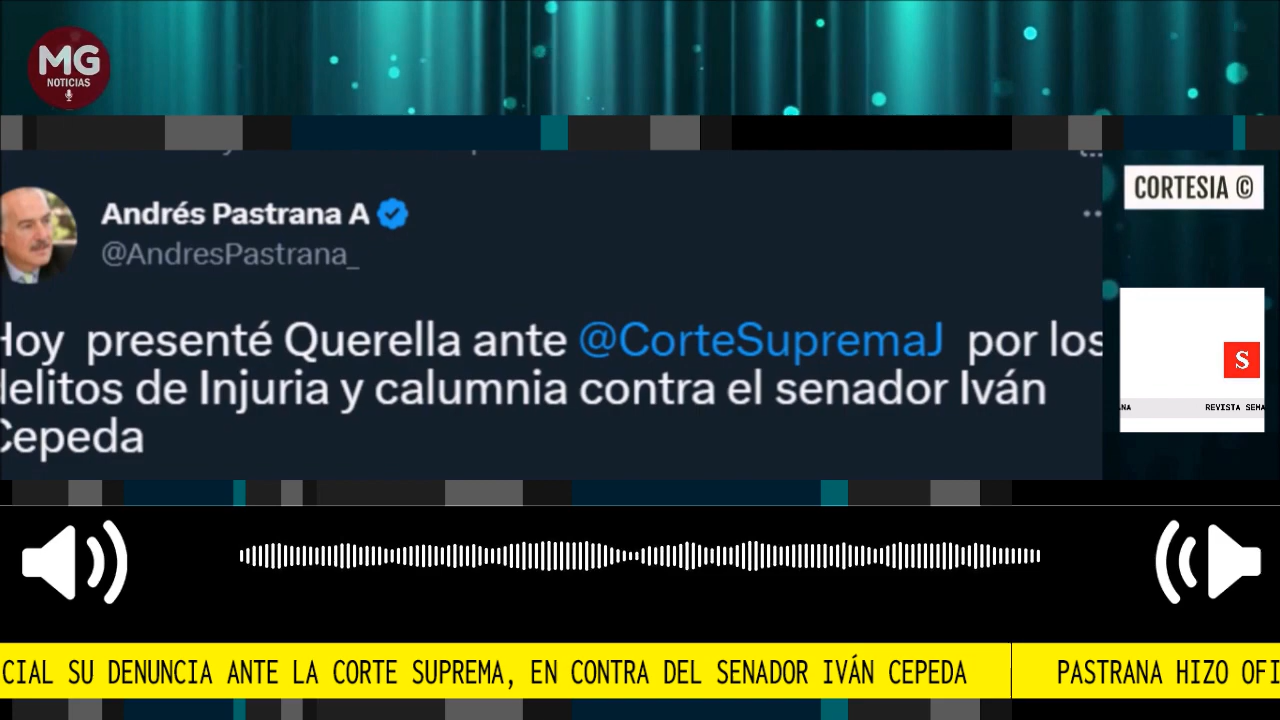 MG
NOTICIAS
CORTESIA ©
Andrés Pastrana A
@AndresPastrana_
Hoy presenté Querella ante @CorteSupremaJ por los
delitos de Injuria y calumnia contra el senador Iván
Cepeda
S
NA REVISTA SEMA
CIAL SU DENUNCIA ANTE LA CORTE SUPREMA, EN CONTRA DEL SENADOR IVÁN CEPEDA PASTRANA HIZO OFI